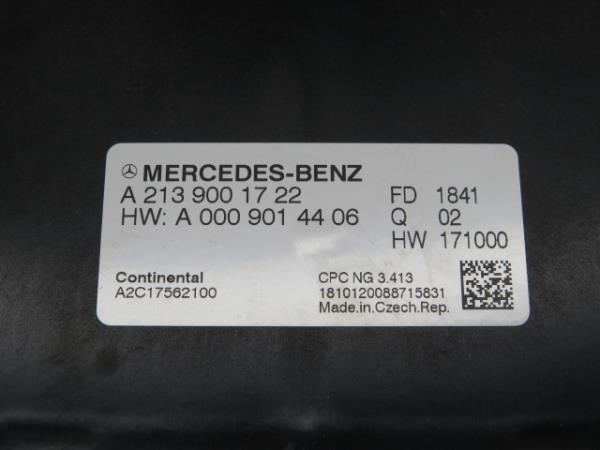 MERCEDES-BENZ
A 213 900 17 22 FD 1841
HW: A 000 901 44 06 Q 02
HW 171000
Continental CPC NG 3.413
A2C17562100 1810120088715831
Made.in.Czech.Rep.